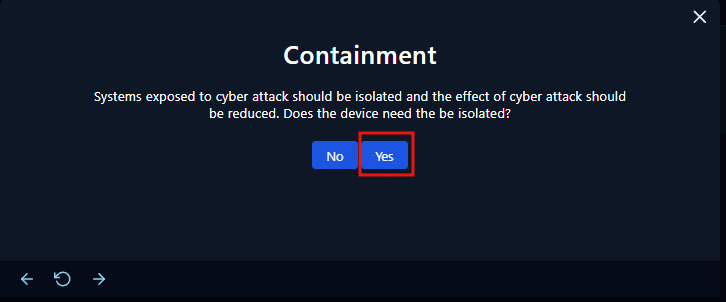 Containment
Systems exposed to cyber attack should be isolated and the effect of cyber attack should
be reduced. Does the device need the be isolated?
No Yes